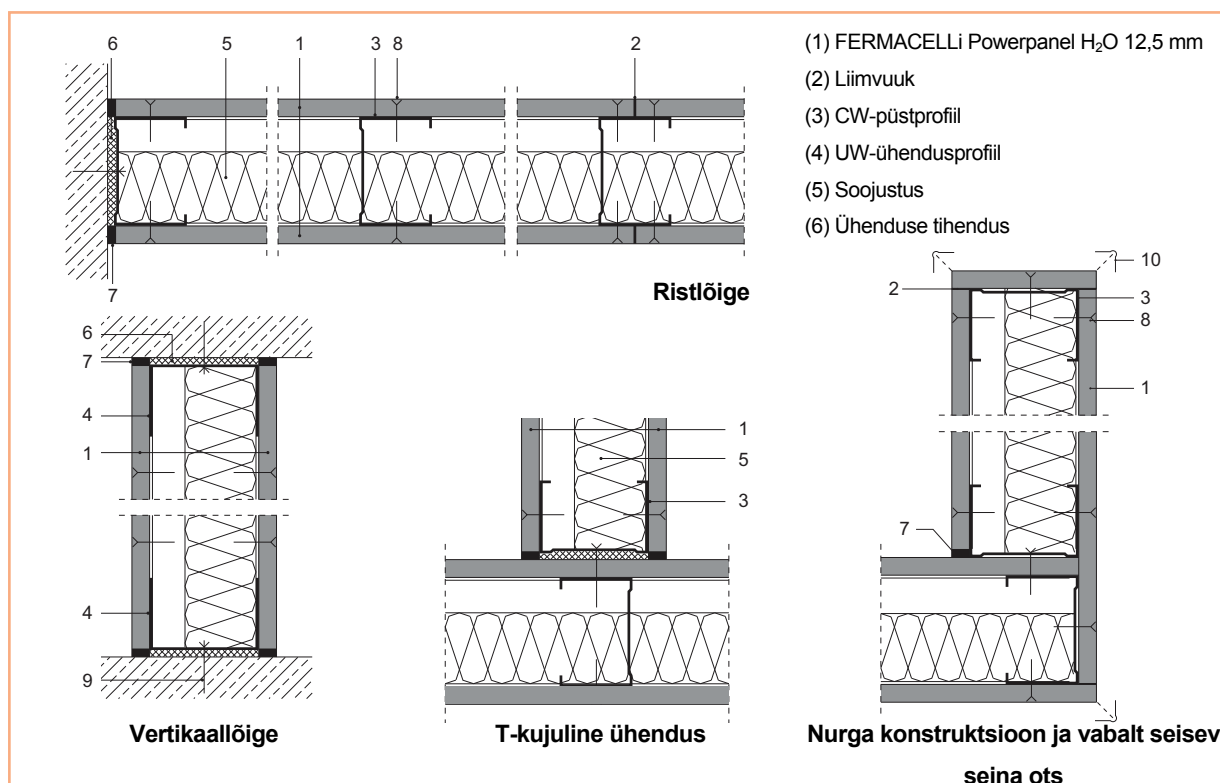 6 5 1 3 8 2
7
Ristlõige
(1) FERMACELLi Powerpanel H₂O 12,5 mm
(2) Liimvuuk
(3) CW-püstprofiil
(4) UW-ühendusprofiil
(5) Soojustus
(6) Ühenduse tihendus
6
7
4
1
4
9
Vertikaallõige
1
5
3
T-kujuline ühendus
10
2
3
8
1
7
Nurga konstruktsioon ja vabalt seisev
seina ots